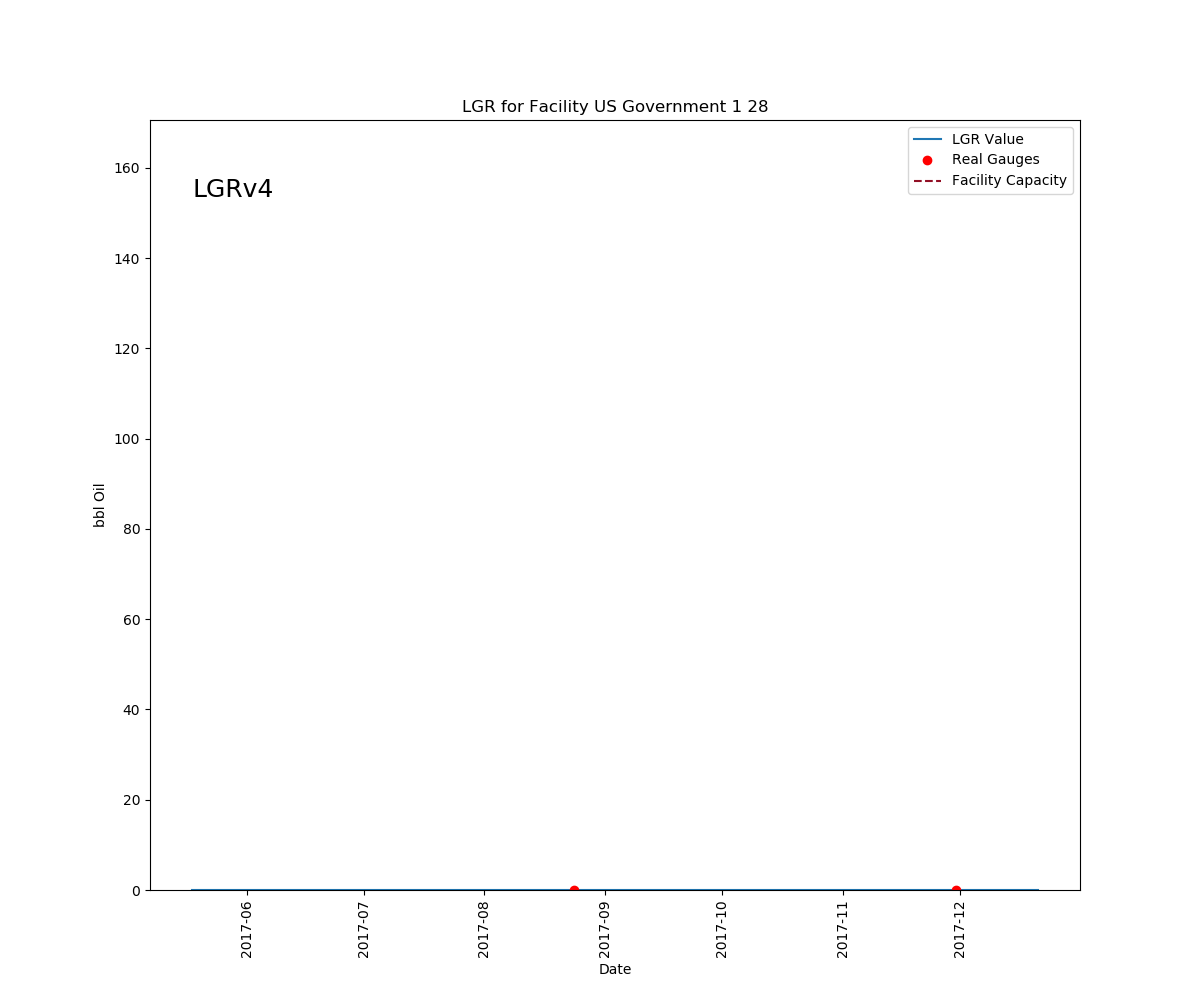 LGR for Facility US Government 1 28
LGR Value
Real Gauges
Facility Capacity
LGRv4
160
140
120
100
80
60
40
20
0
bbl Oil
2017-06
2017-07
2017-08
2017-09
2017-10
2017-11
2017-12
Date